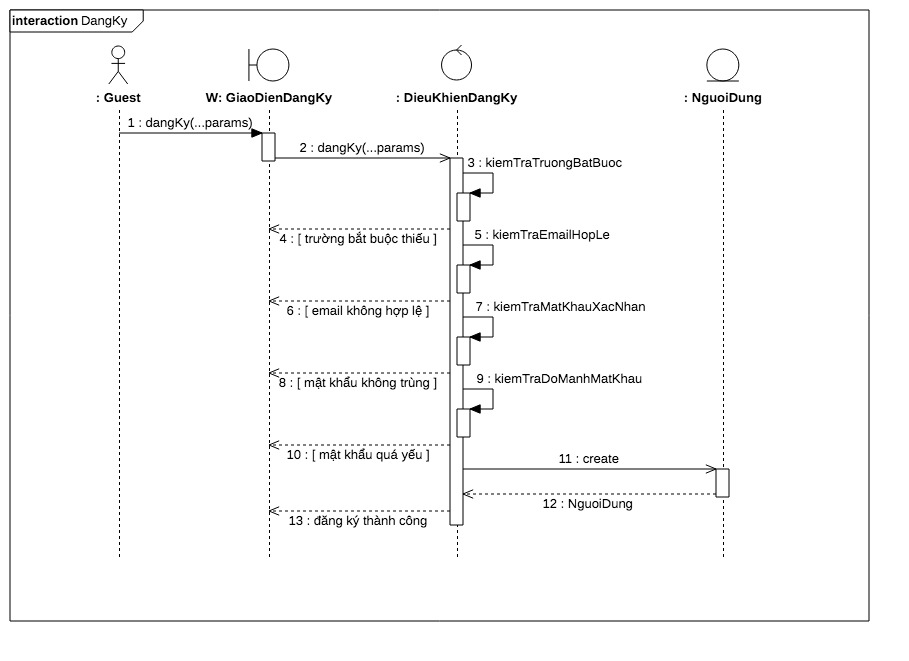 interaction DangKy
: Guest
W: GiaoDienDangKy
: DieuKhienDangKy
: NguoiDung
1 : dangKy(...params)
2 : dangKy(...params)
3 : kiemTraTruongBatBuoc
4 : [ trường bắt buộc thiếu ]
5 : kiemTraEmailHopLe
6 : [ email không hợp lệ ]
7 : kiemTraMatKhauXacNhan
8 : [ mật khẩu không trùng ]
9 : kiemTraDoManhMatKhau
10 : [ mật khẩu quá yếu ]
11 : create
12 : NguoiDung
13 : đăng ký thành công